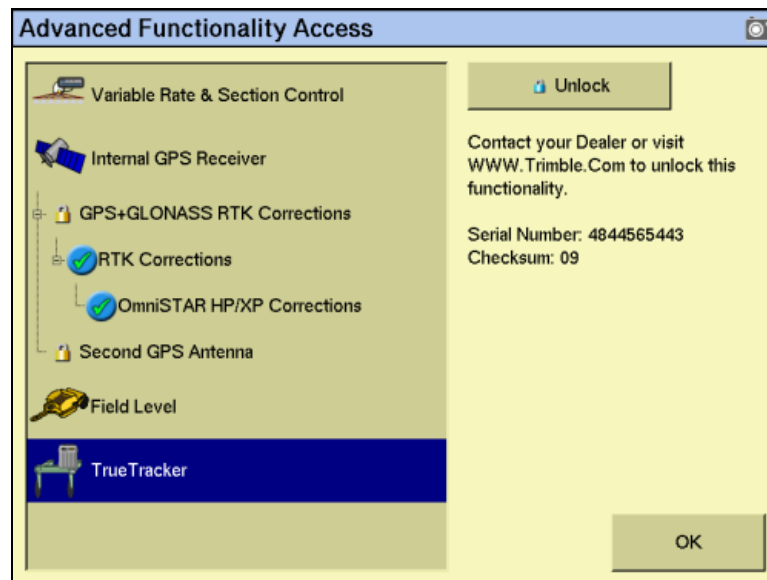 Advanced Functionality Access
Variable Rate & Section Control
Internal GPS Receiver
GPS+GLONASS RTK Corrections
RTK Corrections
OmniSTAR HP/XP Corrections
Second GPS Antenna
Field Level
TrueTracker
Unlock
Contact your Dealer or visit
WWW.Trimble.Com to unlock this
functionality.
Serial Number: 4844565443
Checksum: 09
OK